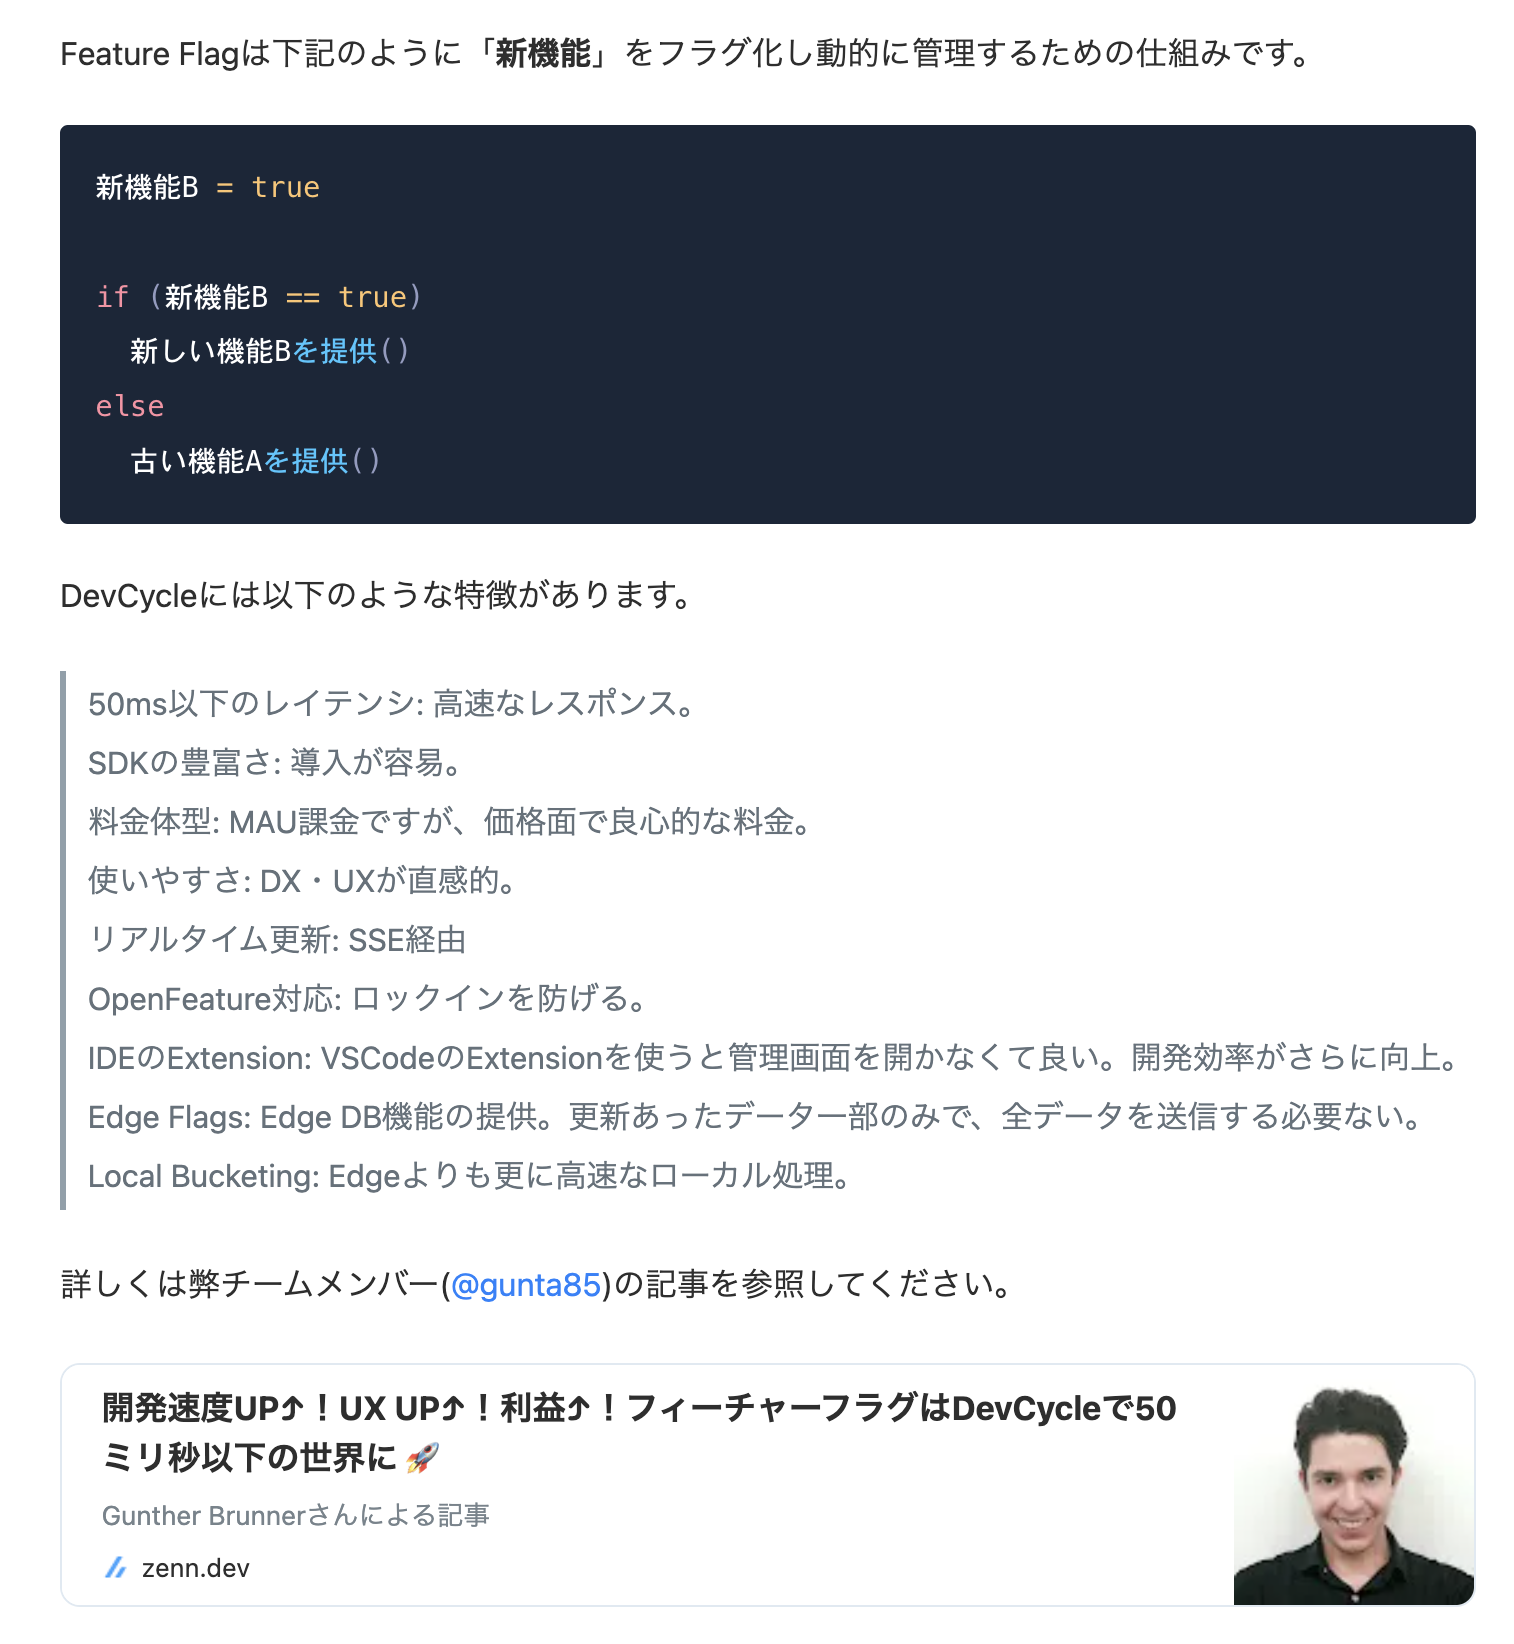 Feature Flagは下記のように「新機能」をフラグ化し動的に管理するための仕組みです。
新機能B = true
if (新機能B == true)
新しい機能Bを提供()
else
古い機能Aを提供()
DevCycleには以下のような特徴があります。
50ms以下のレイテンシ: 高速なレスポンス。
SDKの豊富さ: 導入が容易。
料金体型: MAU課金ですが、価格面で良心的な料金。
使いやすさ: DX・UXが直感的。
リアルタイム更新: SSE経由
OpenFeature対応: ロックインを防げる。
IDEのExtension: VSCodeのExtensionを使うと管理画面を開かなくて良い。開発効率がさらに向上。
Edge Flags: Edge DB機能の提供。更新あったデータ一部のみで、全データを送信する必要ない。
Local Bucketing: Edgeよりも更に高速なローカル処理。
詳しくは弊チームメンバー(@gunta85)の記事を参照してください。
開発速度UP⤴！UX UP⤴！利益⤴！フィーチャーフラグはDevCycleで50
ミリ秒以下の世界に 🚀
Gunther Brunnerさんによる記事
zenn.dev